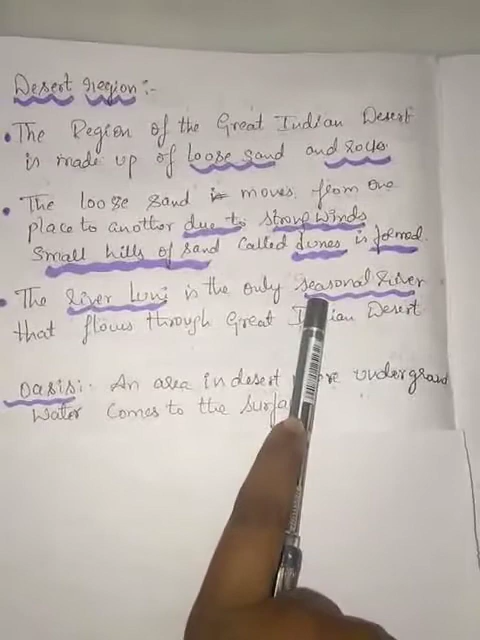 Desert region:-
• The Region of the Great Indian Desert
is made up of loose sand and rocks
• The loose sand is moves from one
place to another due to strong winds
Small hills of sand called dunes is formed.
• The River Luni is the only seasonal River
that flows through Great Indian Desert
Oasis:- An area in desert underground
water comes to the Surfa